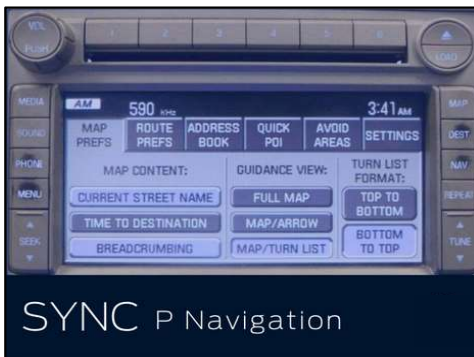 VOL
PUSH
1 2 3 4 5 6
LOAD
MEDIA
SOUND
PHONE
MENU
SEEK
MAP
DEST
NAV
REPEAT
TUNE
AM 590 KHz 3:41 AM
MAP PREFS
ROUTE PREFS
ADDRESS BOOK
QUICK POI
AVOID AREAS
SETTINGS
MAP CONTENT:
CURRENT STREET NAME
TIME TO DESTINATION
BREADCRUMBING
GUIDANCE VIEW:
FULL MAP
MAP/ARROW
MAP/TURN LIST
TURN LIST
FORMAT:
TOP TO
BOTTOM
BOTTOM
TO TOP
SYNC P Navigation